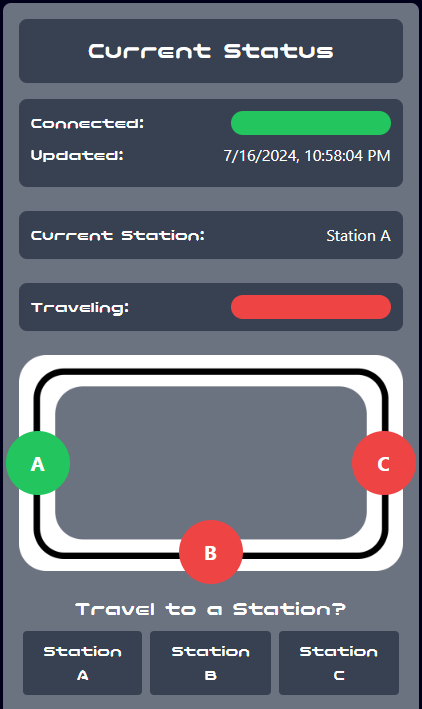 Current Status
Connected:
Updated: 7/16/2024, 10:58:04 PM
Current Station: Station A
Traveling:
A
C
B
Travel to a Station?
Station A
Station B
Station C